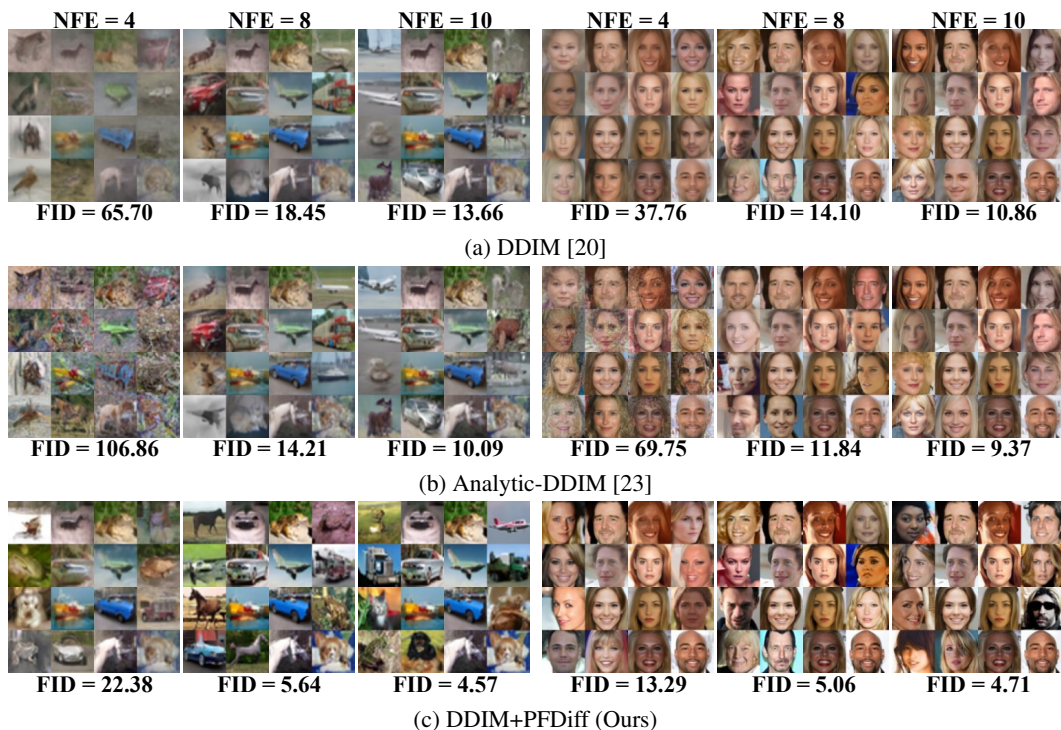 NFE = 4 NFE = 8 NFE = 10 NFE = 4 NFE = 8 NFE = 10
FID = 65.70 FID = 18.45 FID = 13.66 FID = 37.76 FID = 14.10 FID = 10.86
(a) DDIM [20]
FID = 106.86 FID = 14.21 FID = 10.09 FID = 69.75 FID = 11.84 FID = 9.37
(b) Analytic-DDIM [23]
FID = 22.38 FID = 5.64 FID = 4.57 FID = 13.29 FID = 5.06 FID = 4.71
(c) DDIM+PFDiff (Ours)